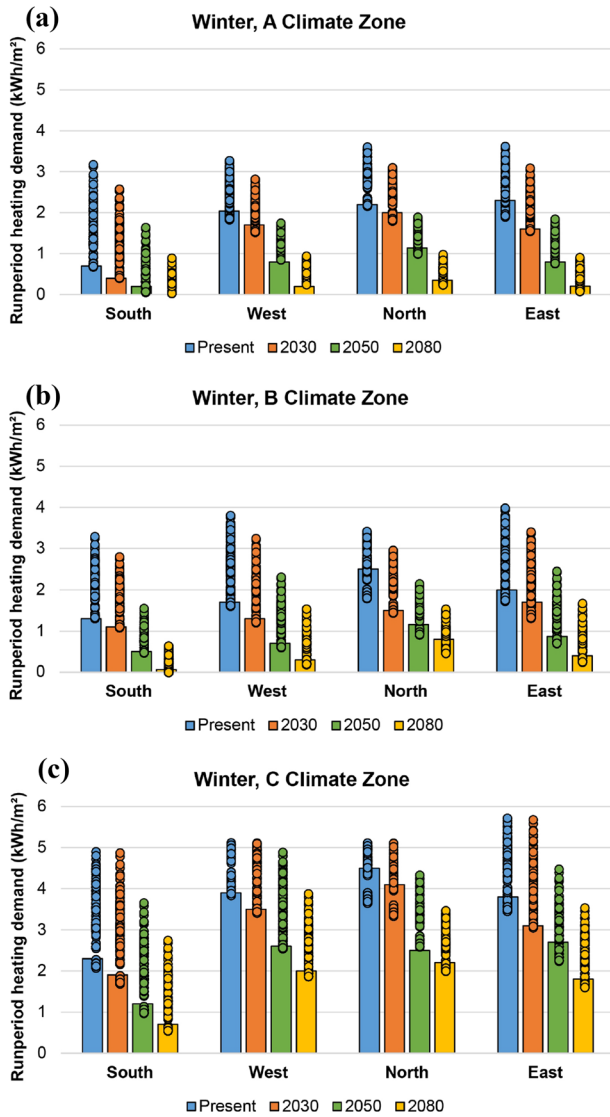 (a)
Winter, A Climate Zone
Runperiod heating demand (kWh/m²)
6
5
4
3
2
1
0
South West North East
Present 2030 2050 2080
(b)
Winter, B Climate Zone
Runperiod heating demand (kWh/m²)
6
5
4
3
2
1
0
South West North East
Present 2030 2050 2080
(c)
Winter, C Climate Zone
Runperiod heating demand (kWh/m²)
6
5
4
3
2
1
0
South West North East
Present 2030 2050 2080